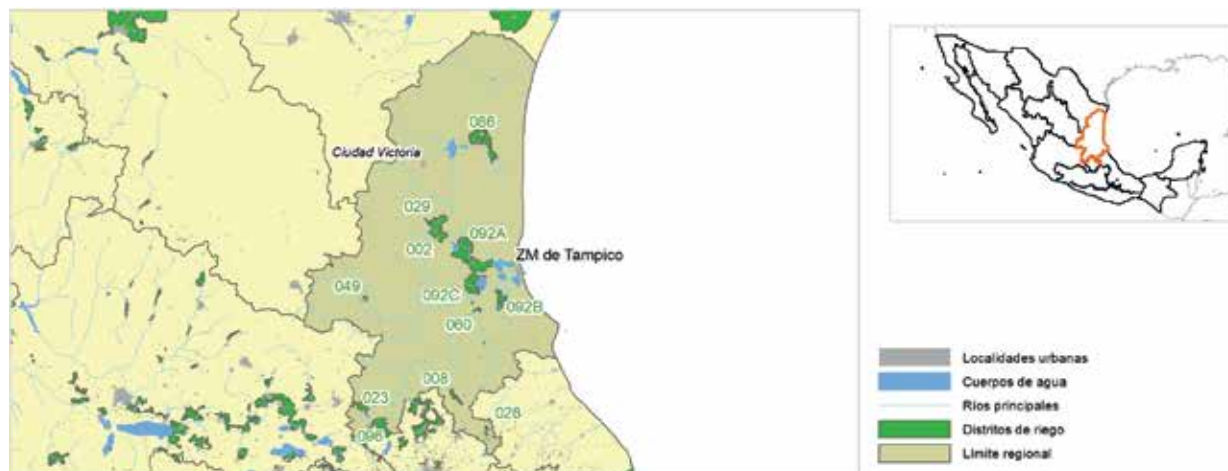 086
Ciudad Victoria
029
092A
002
ZM de Tampico
049
092C
092B
060
008
023
028
096
Localidades urbanas
Cuerpos de agua
Ríos principales
Distritos de riego
Límite regional